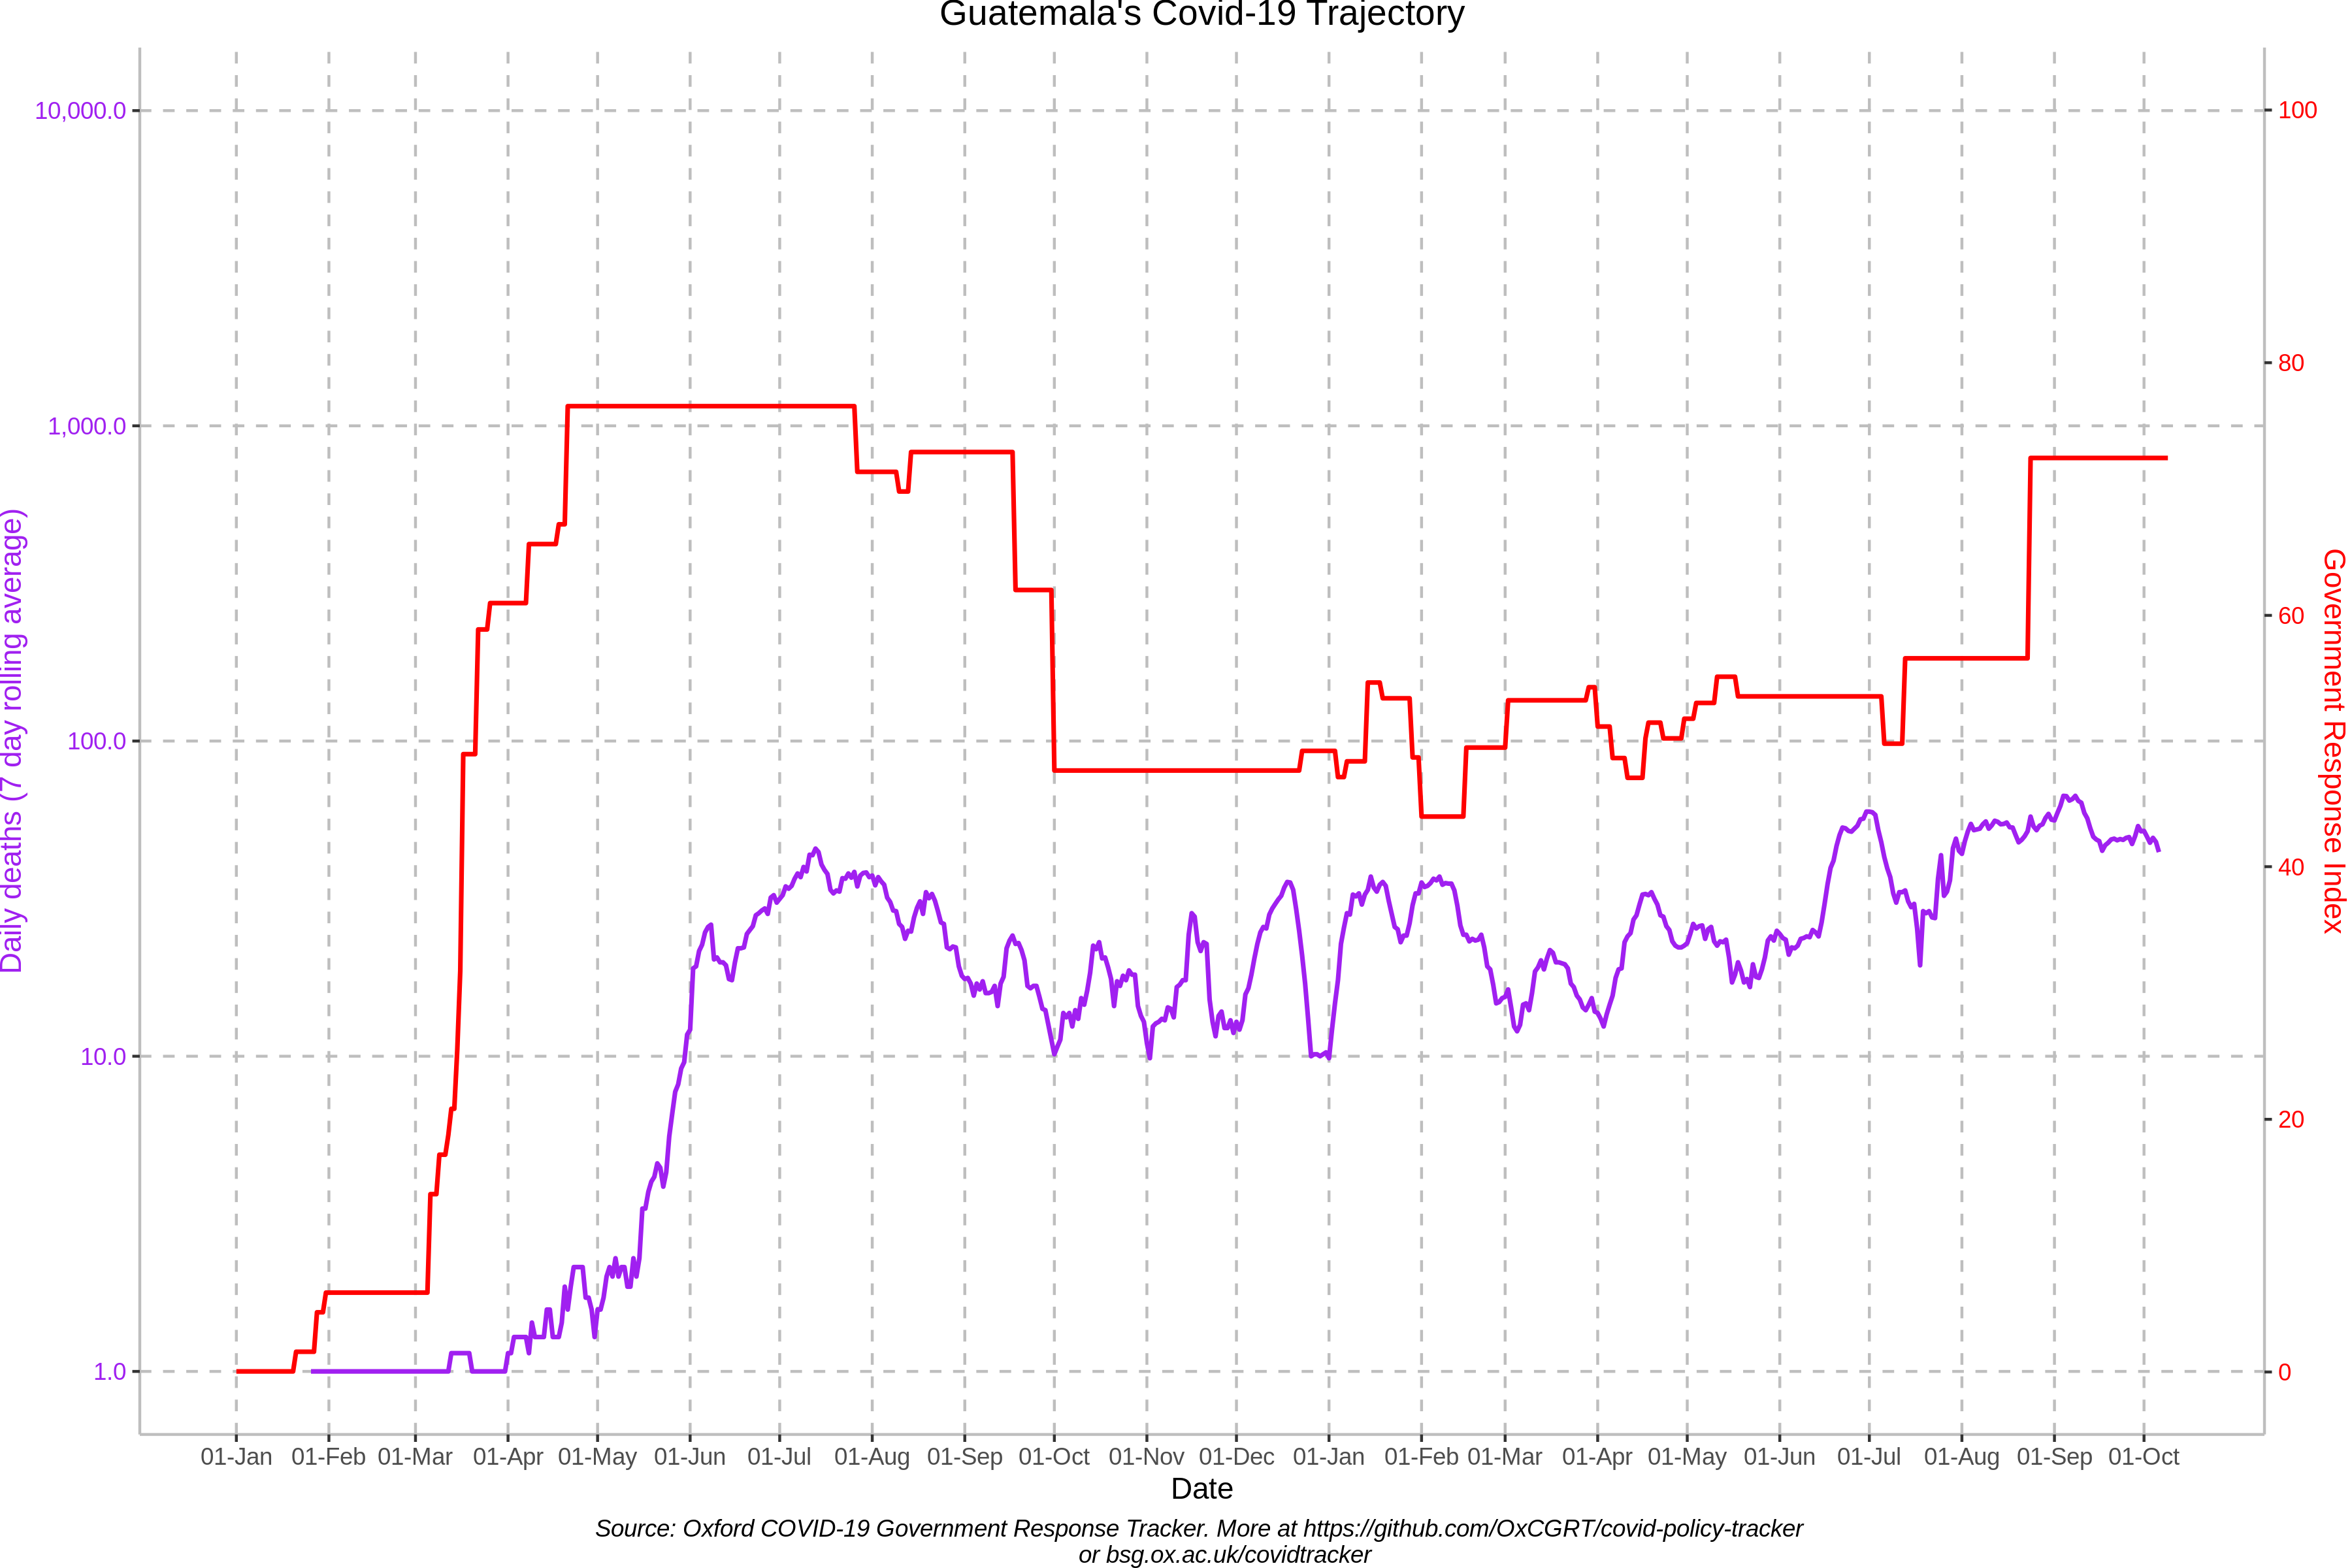 Guatemala's Covid-19 Trajectory
10,000.0
1,000.0
100.0
10.0
1.0
Daily deaths (7 day rolling average)
100
80
60
40
20
0
Government Response Index
01-Jan 01-Feb 01-Mar 01-Apr 01-May 01-Jun 01-Jul 01-Aug 01-Sep 01-Oct 01-Nov 01-Dec 01-Jan 01-Feb 01-Mar 01-Apr 01-May 01-Jun 01-Jul 01-Aug 01-Sep 01-Oct
Date
Source: Oxford COVID-19 Government Response Tracker. More at https://github.com/OxCGRT/covid-policy-tracker
or bsg.ox.ac.uk/covidtracker